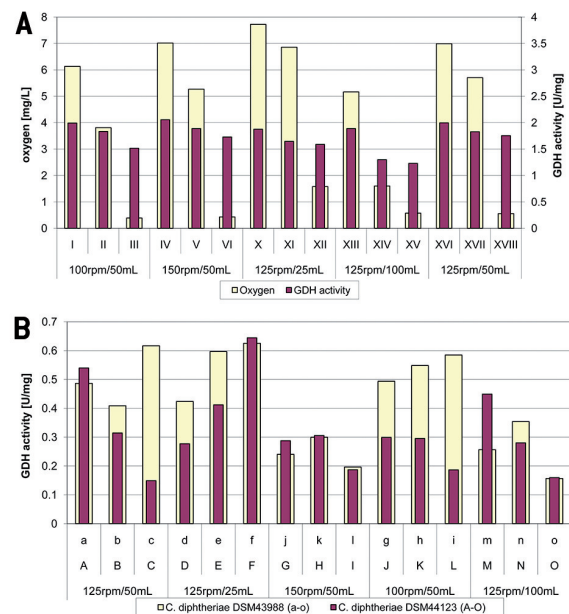 A
oxygen [mg/L]
GDH activity [U/mg]
8
7
6
5
4
3
2
1
0
4
3.5
3
2.5
2
1.5
1
0.5
0
I II III IV V VI X XI XII XIII XIV XV XVI XVII XVIII
100rpm/50mL 150rpm/50mL 125rpm/25mL 125rpm/100mL 125rpm/50mL
Oxygen GDH activity
B
GDH activity [U/mg]
0.7
0.6
0.5
0.4
0.3
0.2
0.1
0
a b c d e f j k l g h i m n o
A B C D E F G H I J K L M N O
125rpm/50mL 125rpm/25mL 150rpm/50mL 100rpm/50mL 125rpm/100mL
C. diphtheriae DSM43988 (a-o) C. diphtheriae DSM44123 (A-O)